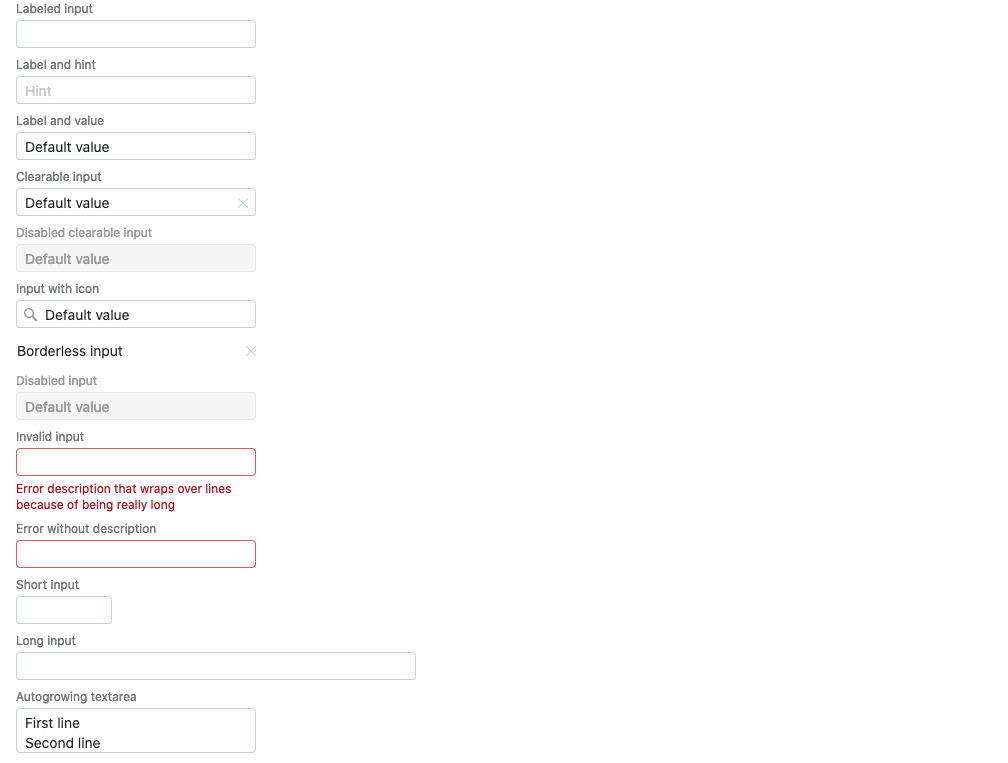 Labeled input
Label and hint
Hint
Label and value
Default value
Clearable input
Default value
Disabled clearable input
Default value
Input with icon
Default value
Borderless input
Disabled input
Default value
Invalid input
Error description that wraps over lines
because of being really long
Error without description
Short input
Long input
Autogrowing textarea
First line
Second line